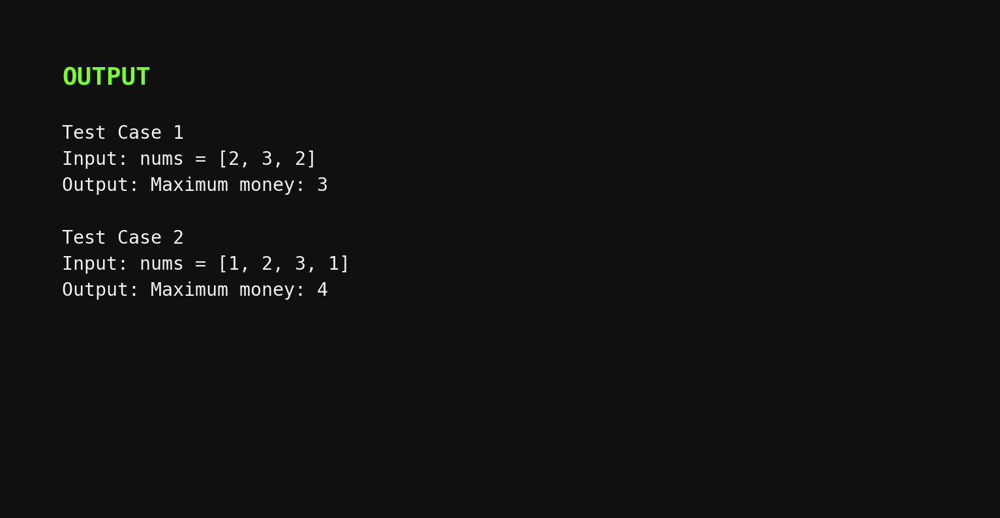 OUTPUT
Test Case 1
Input: nums = [2, 3, 2]
Output: Maximum money: 3
Test Case 2
Input: nums = [1, 2, 3, 1]
Output: Maximum money: 4